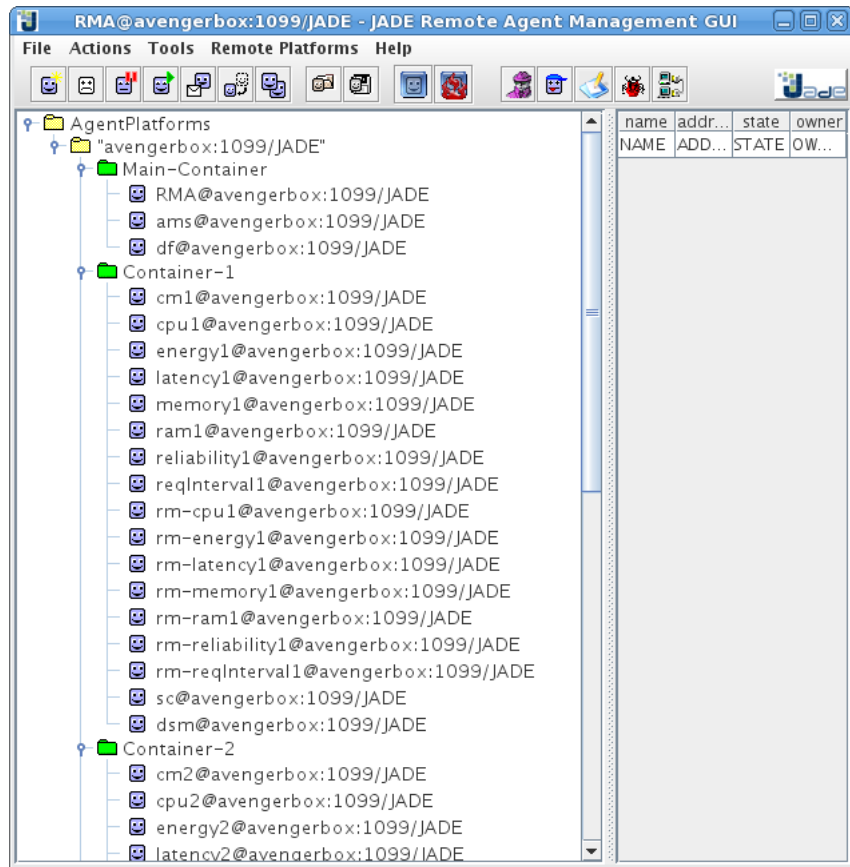 RMA@avengerbox:1099/JADE - JADE Remote Agent Management GUI
File Actions Tools Remote Platforms Help
Jade
name addr... state owner
NAME ADD... STATE OW...
AgentPlatforms
"avengerbox:1099/JADE"
Main-Container
RMA@avengerbox:1099/JADE
ams@avengerbox:1099/JADE
df@avengerbox:1099/JADE
Container-1
cm1@avengerbox:1099/JADE
cpu1@avengerbox:1099/JADE
energy1@avengerbox:1099/JADE
latency1@avengerbox:1099/JADE
memory1@avengerbox:1099/JADE
ram1@avengerbox:1099/JADE
reliability1@avengerbox:1099/JADE
reqInterval1@avengerbox:1099/JADE
rm-cpu1@avengerbox:1099/JADE
rm-energy1@avengerbox:1099/JADE
rm-latency1@avengerbox:1099/JADE
rm-memory1@avengerbox:1099/JADE
rm-ram1@avengerbox:1099/JADE
rm-reliability1@avengerbox:1099/JADE
rm-reqInterval1@avengerbox:1099/JADE
sc@avengerbox:1099/JADE
dsm@avengerbox:1099/JADE
Container-2
cm2@avengerbox:1099/JADE
cpu2@avengerbox:1099/JADE
energy2@avengerbox:1099/JADE
latency2@avengerbox:1099/JADE